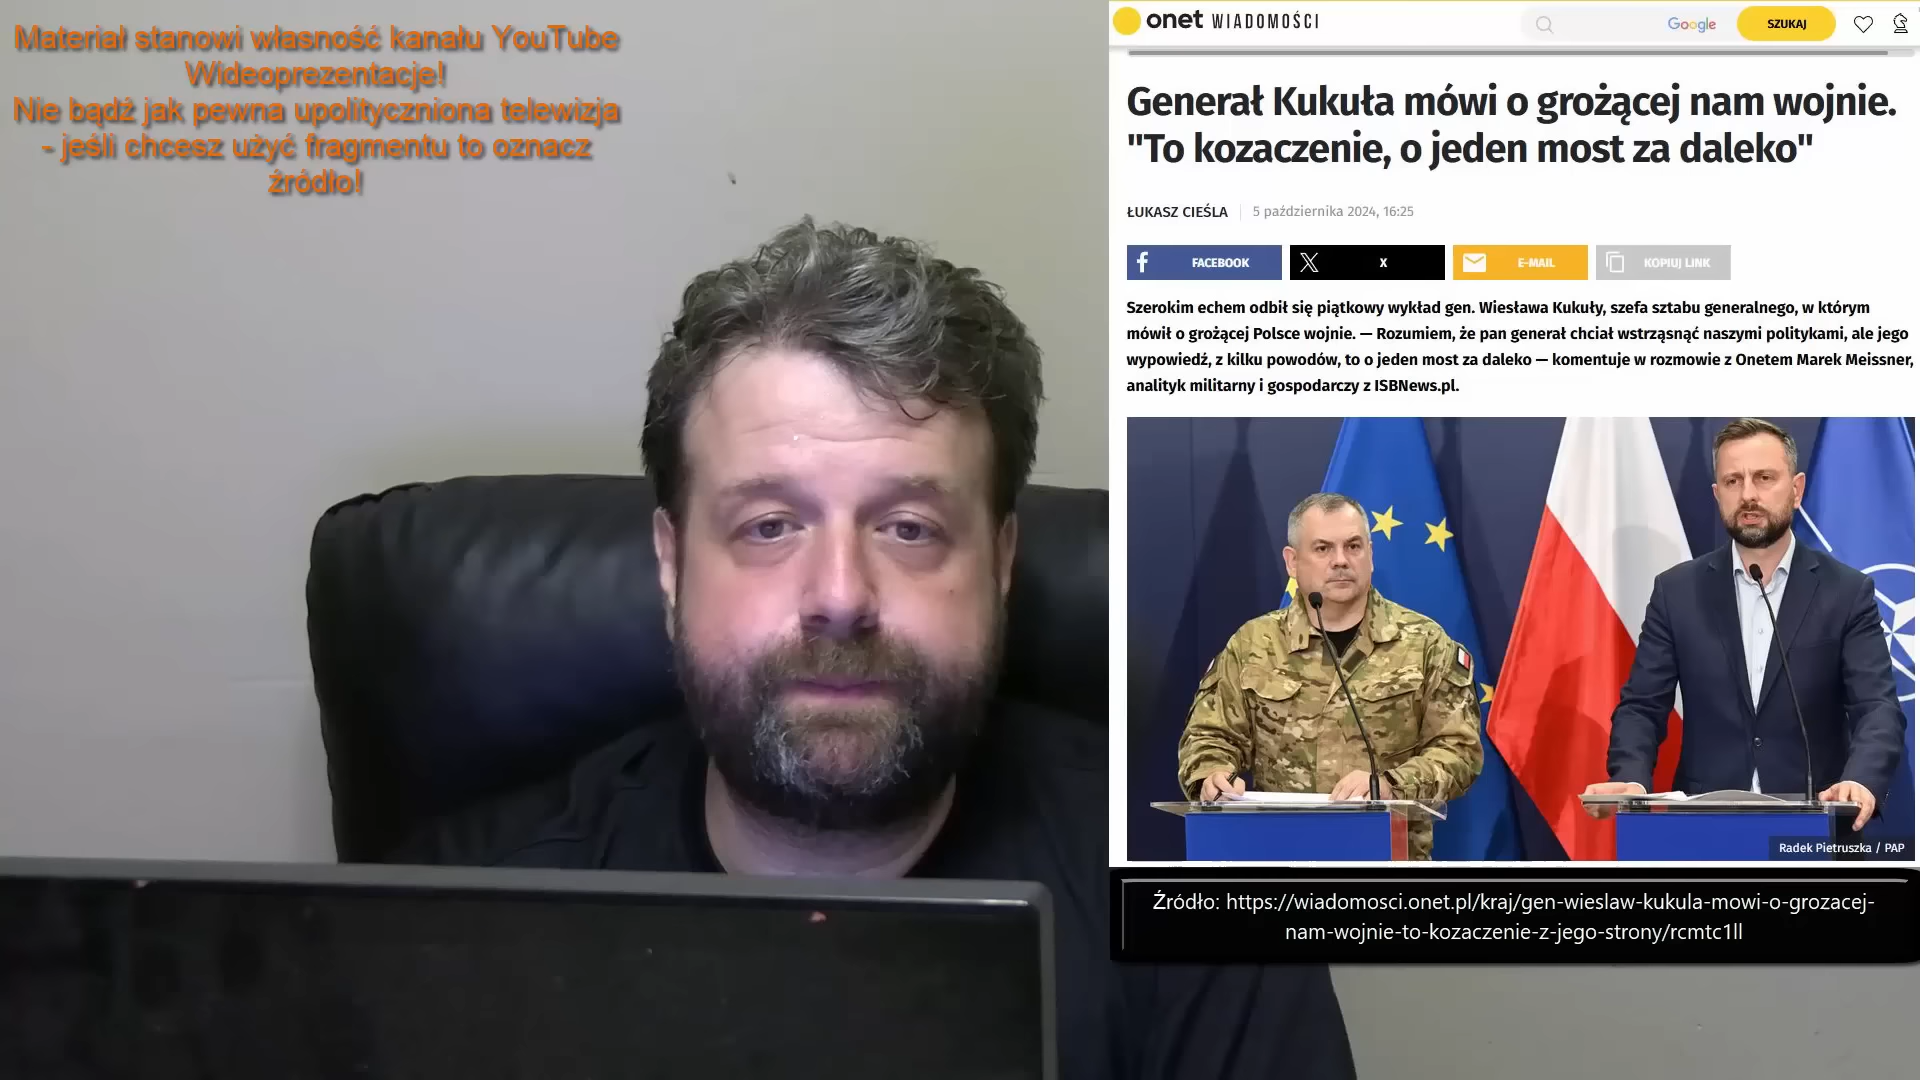 Materiał stanowi własność kanału YouTube
Wideoprezentacje!
Nie bądź jak pewna upolityczniona telewizja
- jeśli chcesz użyć fragmentu to oznacz
źródło!
onet WIADOMOŚCI
Google
SZUKAJ
Generał Kukuła mówi o grożącej nam wojnie.
"To kozaczenie, o jeden most za daleko"
ŁUKASZ CIEŚLA
5 października 2024, 16:25
FACEBOOK
X
E-MAIL
KOPIUJ LINK
Szerokim echem odbił się piątkowy wykład gen. Wiesława Kukuły, szefa sztabu generalnego, w którym
mówił o grożącej Polsce wojnie. — Rozumiem, że pan generał chciał wstrząsnąć naszymi politykami, ale jego
wypowiedź, z kilku powodów, to o jeden most za daleko — komentuje w rozmowie z Onetem Marek Meissner,
analityk militarny i gospodarczy z ISBNews.pl.
Radek Pietruszka / PAP
Źródło: https://wiadomosci.onet.pl/kraj/gen-wieslaw-kukula-mowi-o-grozacej-
nam-wojnie-to-kozaczenie-z-jego-strony/rcmtc1ll